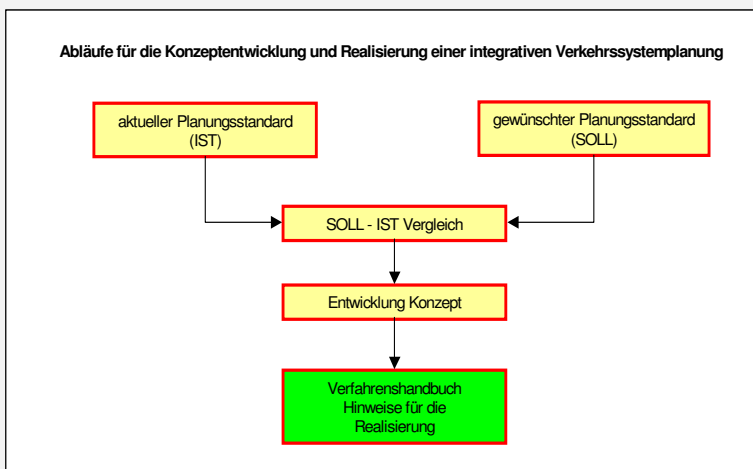 Abläufe für die Konzeptentwicklung und Realisierung einer integrativen Verkehrssystemplanung
aktueller Planungsstandard
(IST)
gewünschter Planungsstandard
(SOLL)
SOLL - IST Vergleich
Entwicklung Konzept
Verfahrenshandbuch
Hinweise für die
Realisierung